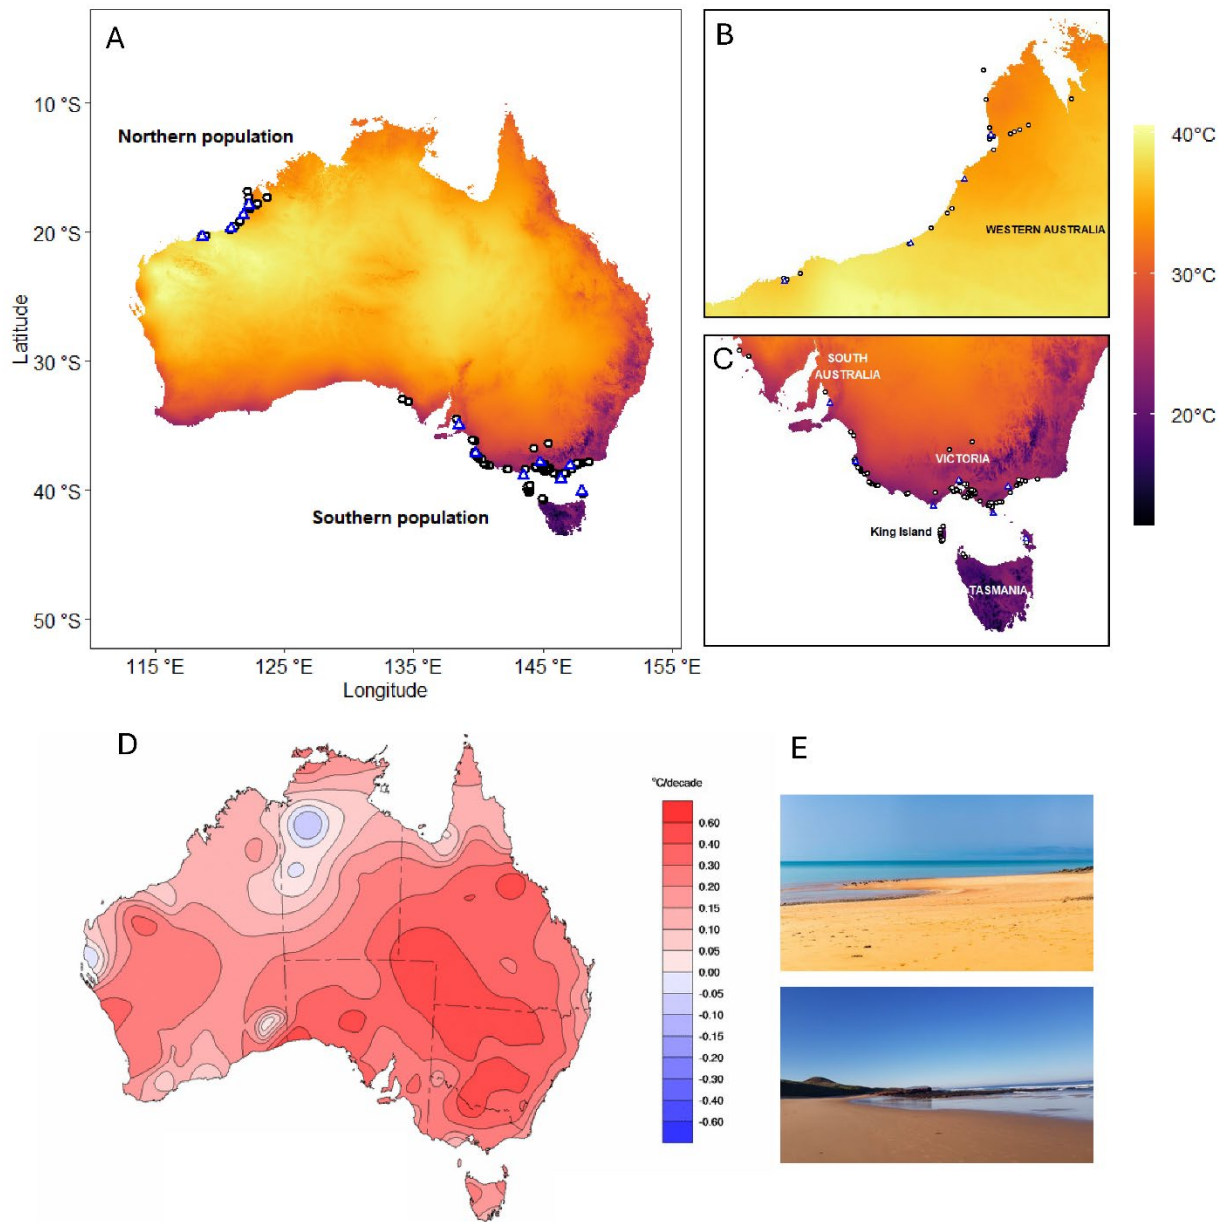 A
10 °S
20 °S
30 °S
40 °S
50 °S
Latitude
Northern population
Southern population
115 °E
125 °E
135 °E
145 °E
155 °E
Longitude
B
WESTERN AUSTRALIA
C
SOUTH
AUSTRALIA
VICTORIA
King Island
TASMANIA
40°C
30°C
20°C
D
°C/decade
0.60
0.40
0.30
0.20
0.15
0.10
0.05
0.00
-0.05
-0.10
-0.15
-0.20
-0.30
-0.40
-0.60
E